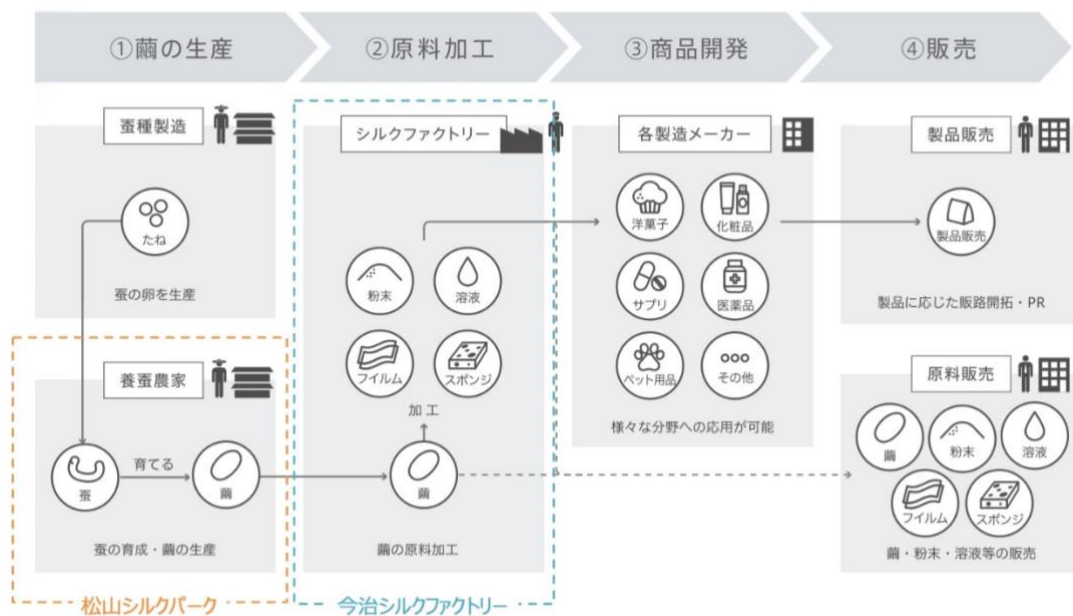 ①繭の生産
②原料加工
③商品開発
④販売
蚕種製造
たね
蚕の卵を生産
養蚕農家
蚕
育てる
繭
蚕の育成・繭の生産
松山シルクパーク
シルクファクトリー
粉末
溶液
フイルム
スポンジ
加工
繭
繭の原料加工
今治シルクファクトリー
各製造メーカー
洋菓子
化粧品
サプリ
医薬品
ペット用品
その他
様々な分野への応用が可能
製品販売
製品販売
製品に応じた販路開拓・PR
原料販売
繭
粉末
溶液
フイルム
スポンジ
繭・粉末・溶液等の販売